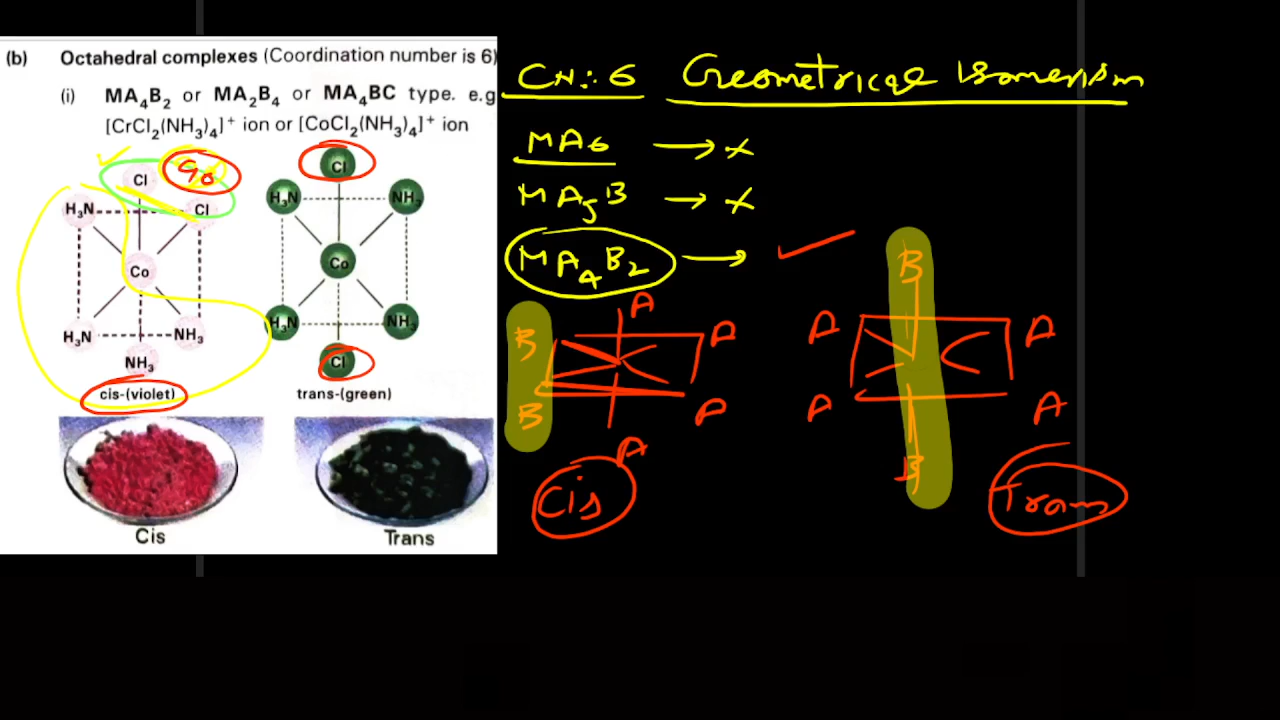 (b) Octahedral complexes (Coordination number is 6)
(i) MA₄B₂ or MA₂B₄ or MA₄BC type. e.g
[CrCl₂(NH₃)₄]⁺ ion or [CoCl₂(NH₃)₄]⁺ ion
Cl 90
H₃N Cl
Co
H₃N NH₃
NH₃
cis-(violet)
Cl
H₃N NH₃
Co
H₃N NH₃
Cl
trans-(green)
Cis Trans
CN:6 Geometrical Isomerism
MA6 → ×
MA₅B → ×
MA₄B₂ →
A
B A
B A
A
Cis
B
A A
A A
B
Trans